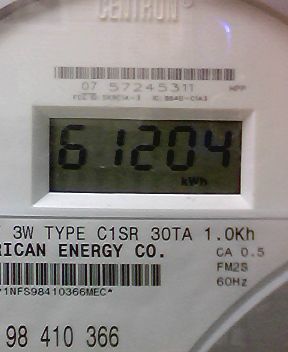 CENTRON®
07 57245311
61204
kWh
3W TYPE C1SR 30TA 1.0Kh
RICAN ENERGY CO.
CA 0.5
FM2S
60Hz
*1NFS98410366MEC*
98 410 366